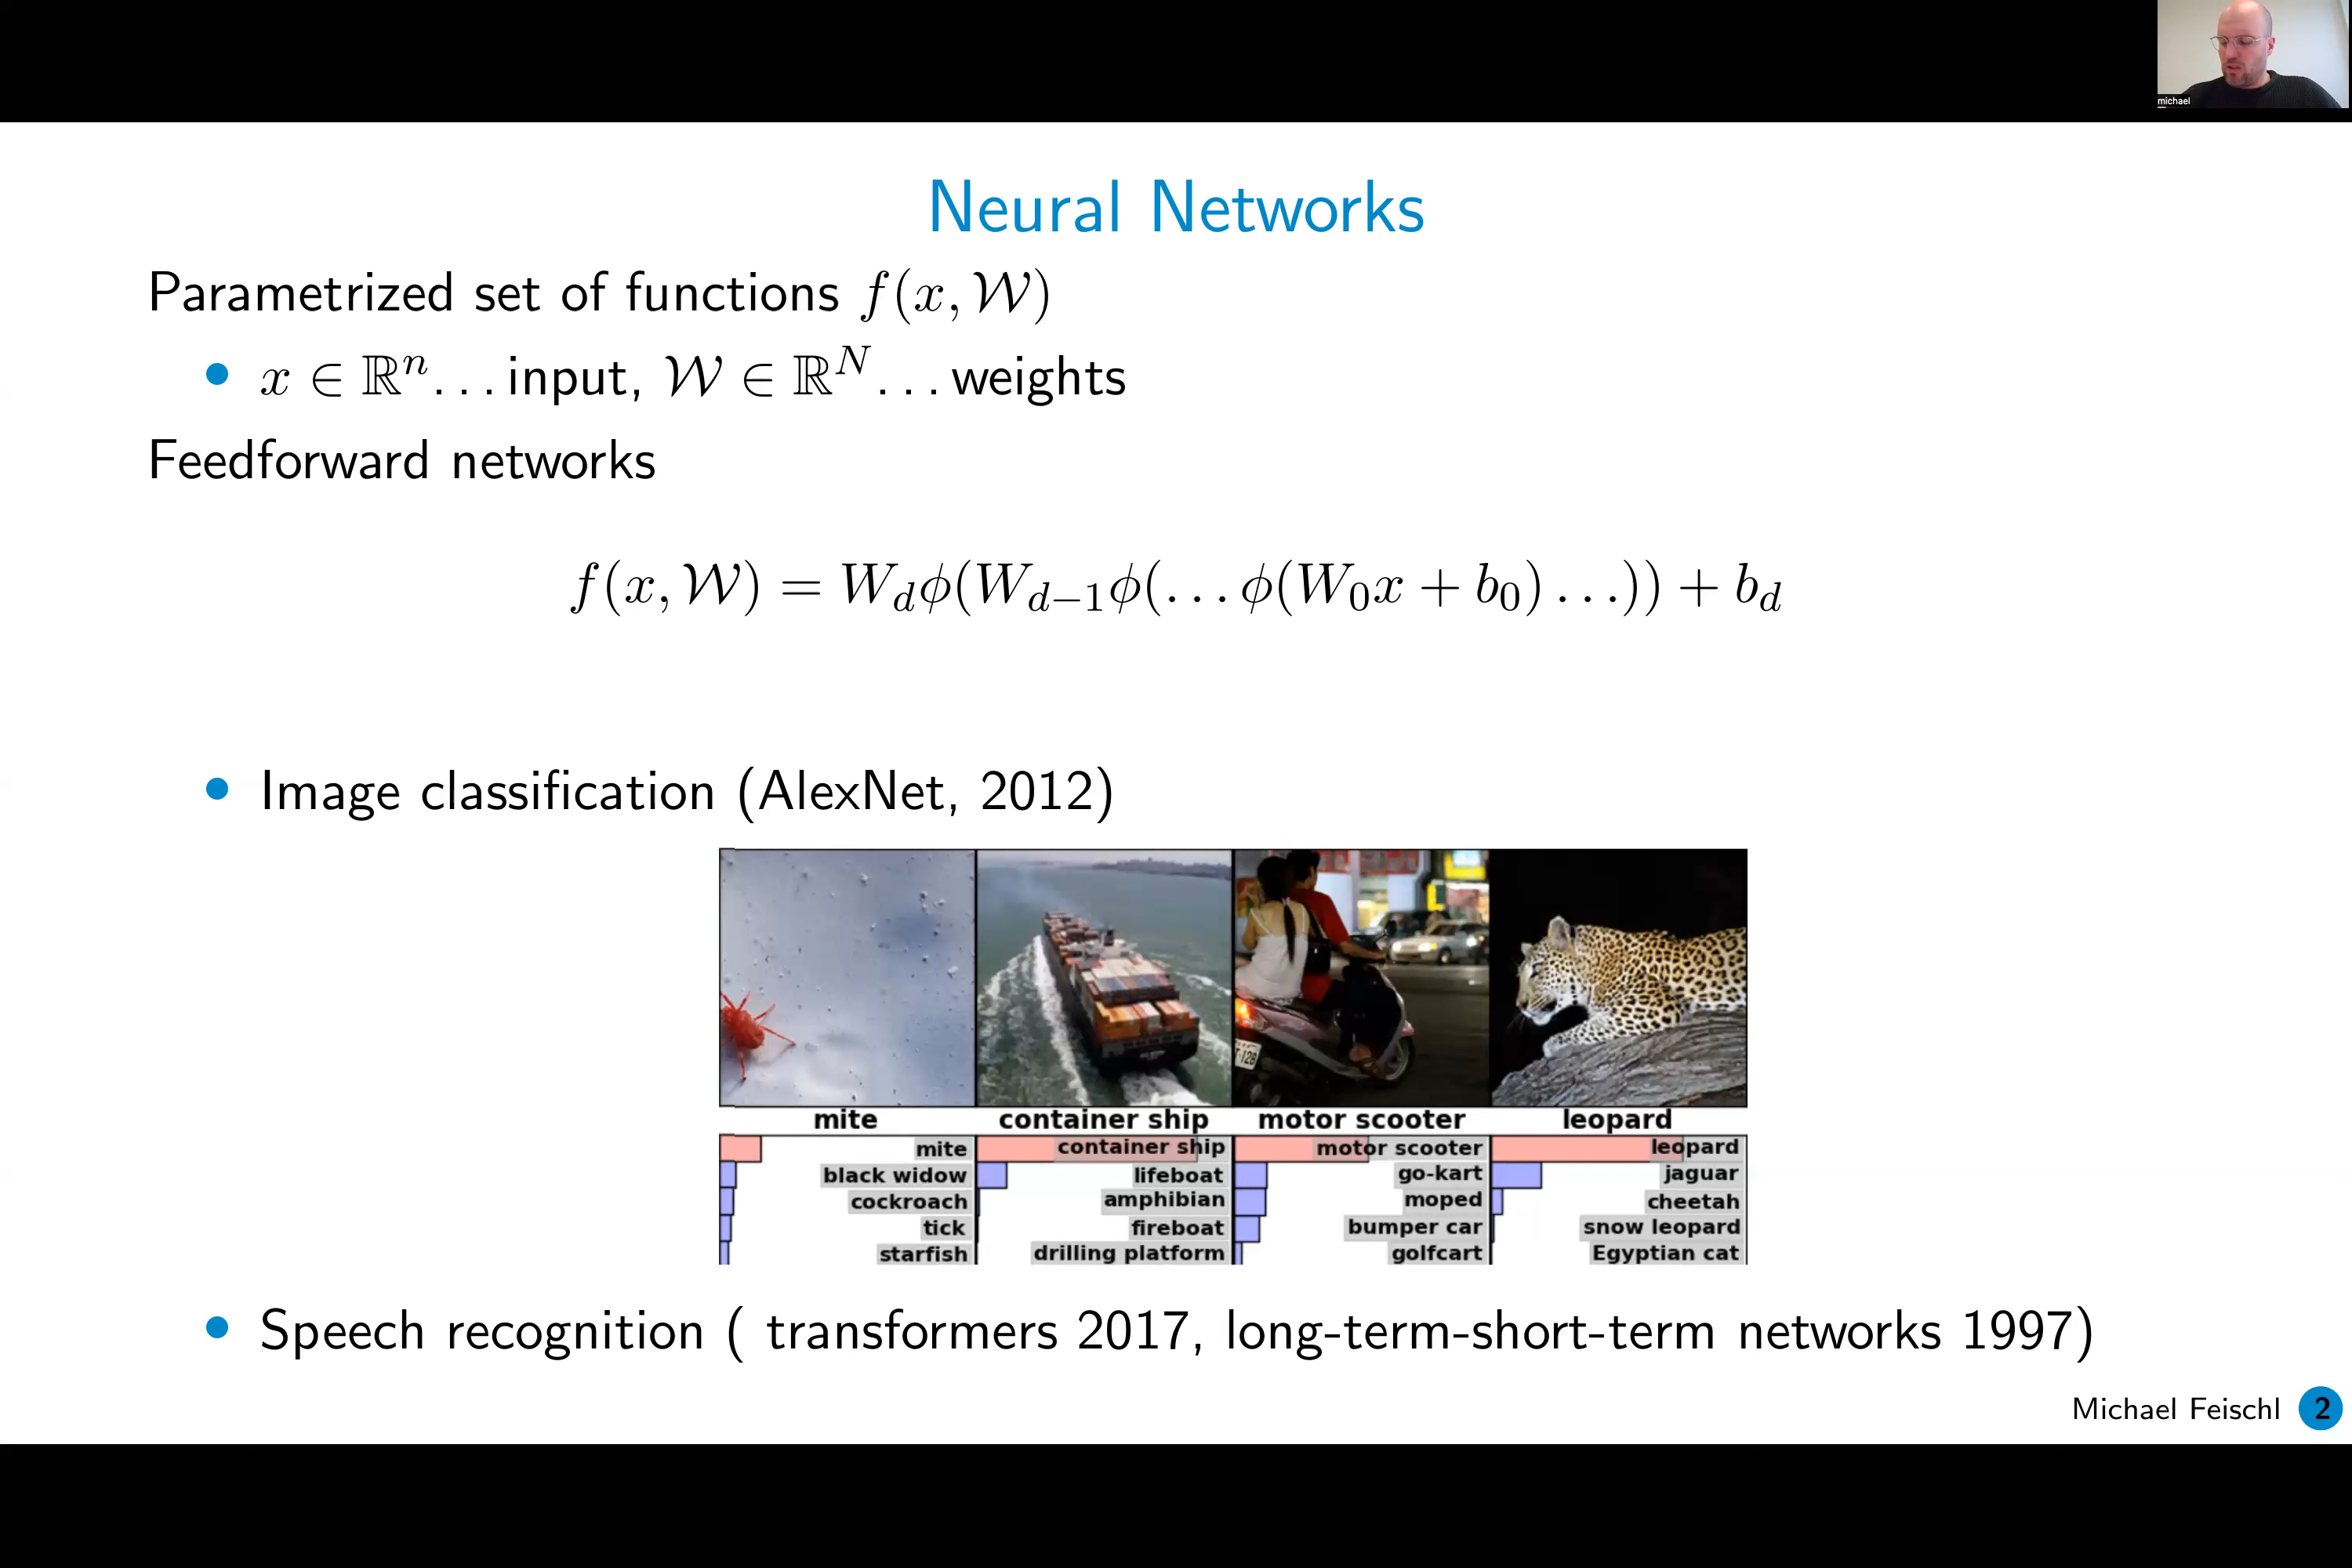 michael
Neural Networks
Parametrized set of functions f(x, 𝒲)
• x ∈ ℝⁿ... input, 𝒲 ∈ ℝᴺ... weights
Feedforward networks
f(x, 𝒲) = W_dϕ(W_{d−1}ϕ(...ϕ(W₀x + b₀)...)) + b_d
• Image classification (AlexNet, 2012)
mite container ship motor scooter leopard
mite container ship motor scooter leopard
black widow lifeboat go-kart jaguar
cockroach amphibian moped cheetah
tick fireboat bumper car snow leopard
starfish drilling platform golfcart Egyptian cat
• Speech recognition ( transformers 2017, long-term-short-term networks 1997)
Michael Feischl 2